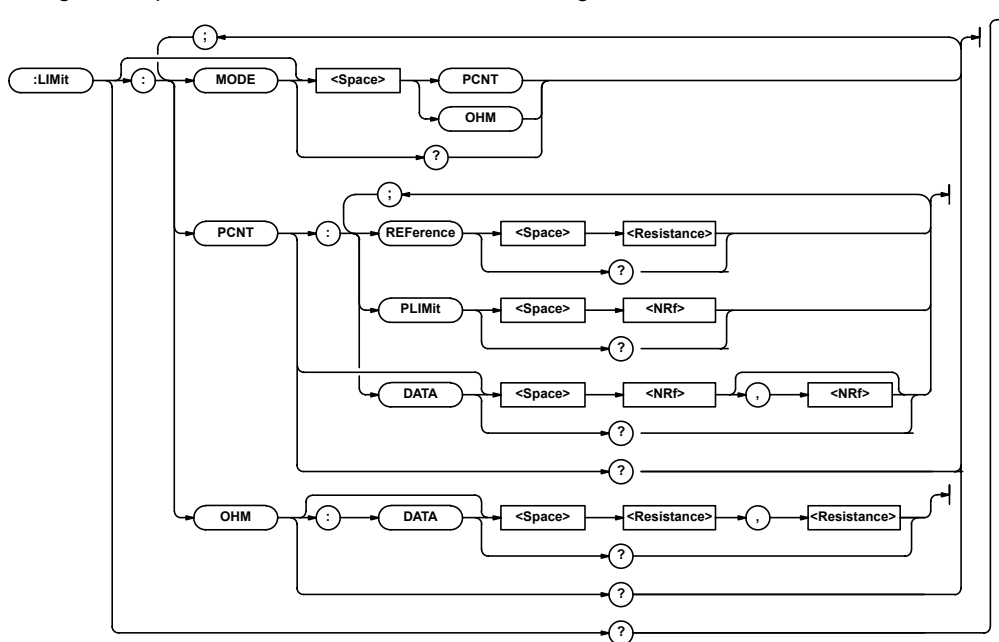 ;
:LIMit : MODE <Space> PCNT
OHM
?
;
PCNT : REFerence <Space> <Resistance>
?
PLIMit <Space> <NRf>
?
DATA <Space> <NRf> , <NRf>
?
?
OHM : DATA <Space> <Resistance> , <Resistance>
?
?
?